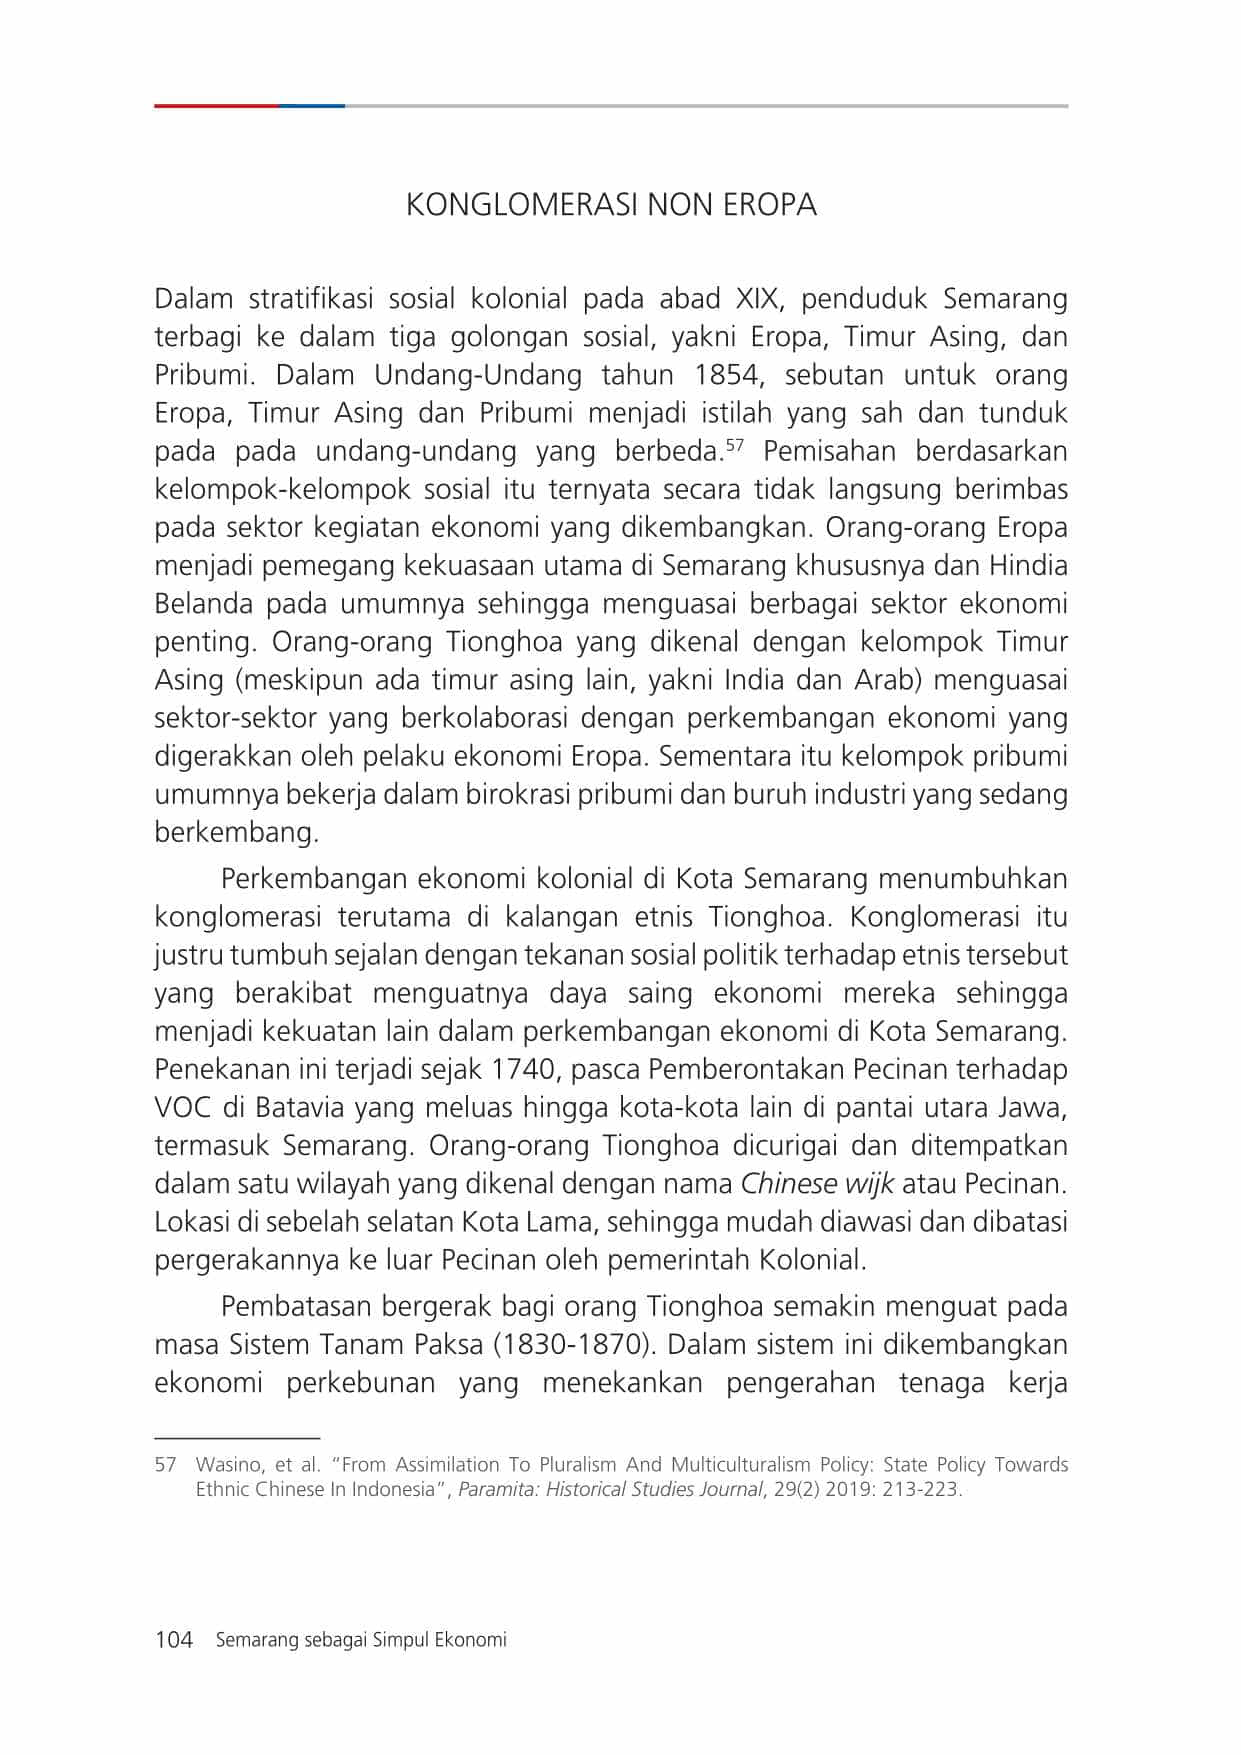 KONGLOMERASI NON EROPA
Dalam stratifikasi sosial kolonial pada abad XIX, penduduk Semarang
terbagi ke dalam tiga golongan sosial, yakni Eropa, Timur Asing, dan
Pribumi. Dalam Undang-Undang tahun 1854, sebutan untuk orang
Eropa, Timur Asing dan Pribumi menjadi istilah yang sah dan tunduk
pada pada undang-undang yang berbeda.57 Pemisahan berdasarkan
kelompok-kelompok sosial itu ternyata secara tidak langsung berimbas
pada sektor kegiatan ekonomi yang dikembangkan. Orang-orang Eropa
menjadi pemegang kekuasaan utama di Semarang khususnya dan Hindia
Belanda pada umumnya sehingga menguasai berbagai sektor ekonomi
penting. Orang-orang Tionghoa yang dikenal dengan kelompok Timur
Asing (meskipun ada timur asing lain, yakni India dan Arab) menguasai
sektor-sektor yang berkolaborasi dengan perkembangan ekonomi yang
digerakkan oleh pelaku ekonomi Eropa. Sementara itu kelompok pribumi
umumnya bekerja dalam birokrasi pribumi dan buruh industri yang sedang
berkembang.
Perkembangan ekonomi kolonial di Kota Semarang menumbuhkan
konglomerasi terutama di kalangan etnis Tionghoa. Konglomerasi itu
justru tumbuh sejalan dengan tekanan sosial politik terhadap etnis tersebut
yang berakibat menguatnya daya saing ekonomi mereka sehingga
menjadi kekuatan lain dalam perkembangan ekonomi di Kota Semarang.
Penekanan ini terjadi sejak 1740, pasca Pemberontakan Pecinan terhadap
VOC di Batavia yang meluas hingga kota-kota lain di pantai utara Jawa,
termasuk Semarang. Orang-orang Tionghoa dicurigai dan ditempatkan
dalam satu wilayah yang dikenal dengan nama Chinese wijk atau Pecinan.
Lokasi di sebelah selatan Kota Lama, sehingga mudah diawasi dan dibatasi
pergerakannya ke luar Pecinan oleh pemerintah Kolonial.
Pembatasan bergerak bagi orang Tionghoa semakin menguat pada
masa Sistem Tanam Paksa (1830-1870). Dalam sistem ini dikembangkan
ekonomi perkebunan yang menekankan pengerahan tenaga kerja
57 Wasino, et al. “From Assimilation To Pluralism And Multiculturalism Policy: State Policy Towards
Ethnic Chinese In Indonesia”, Paramita: Historical Studies Journal, 29(2) 2019: 213-223.
104 Semarang sebagai Simpul Ekonomi